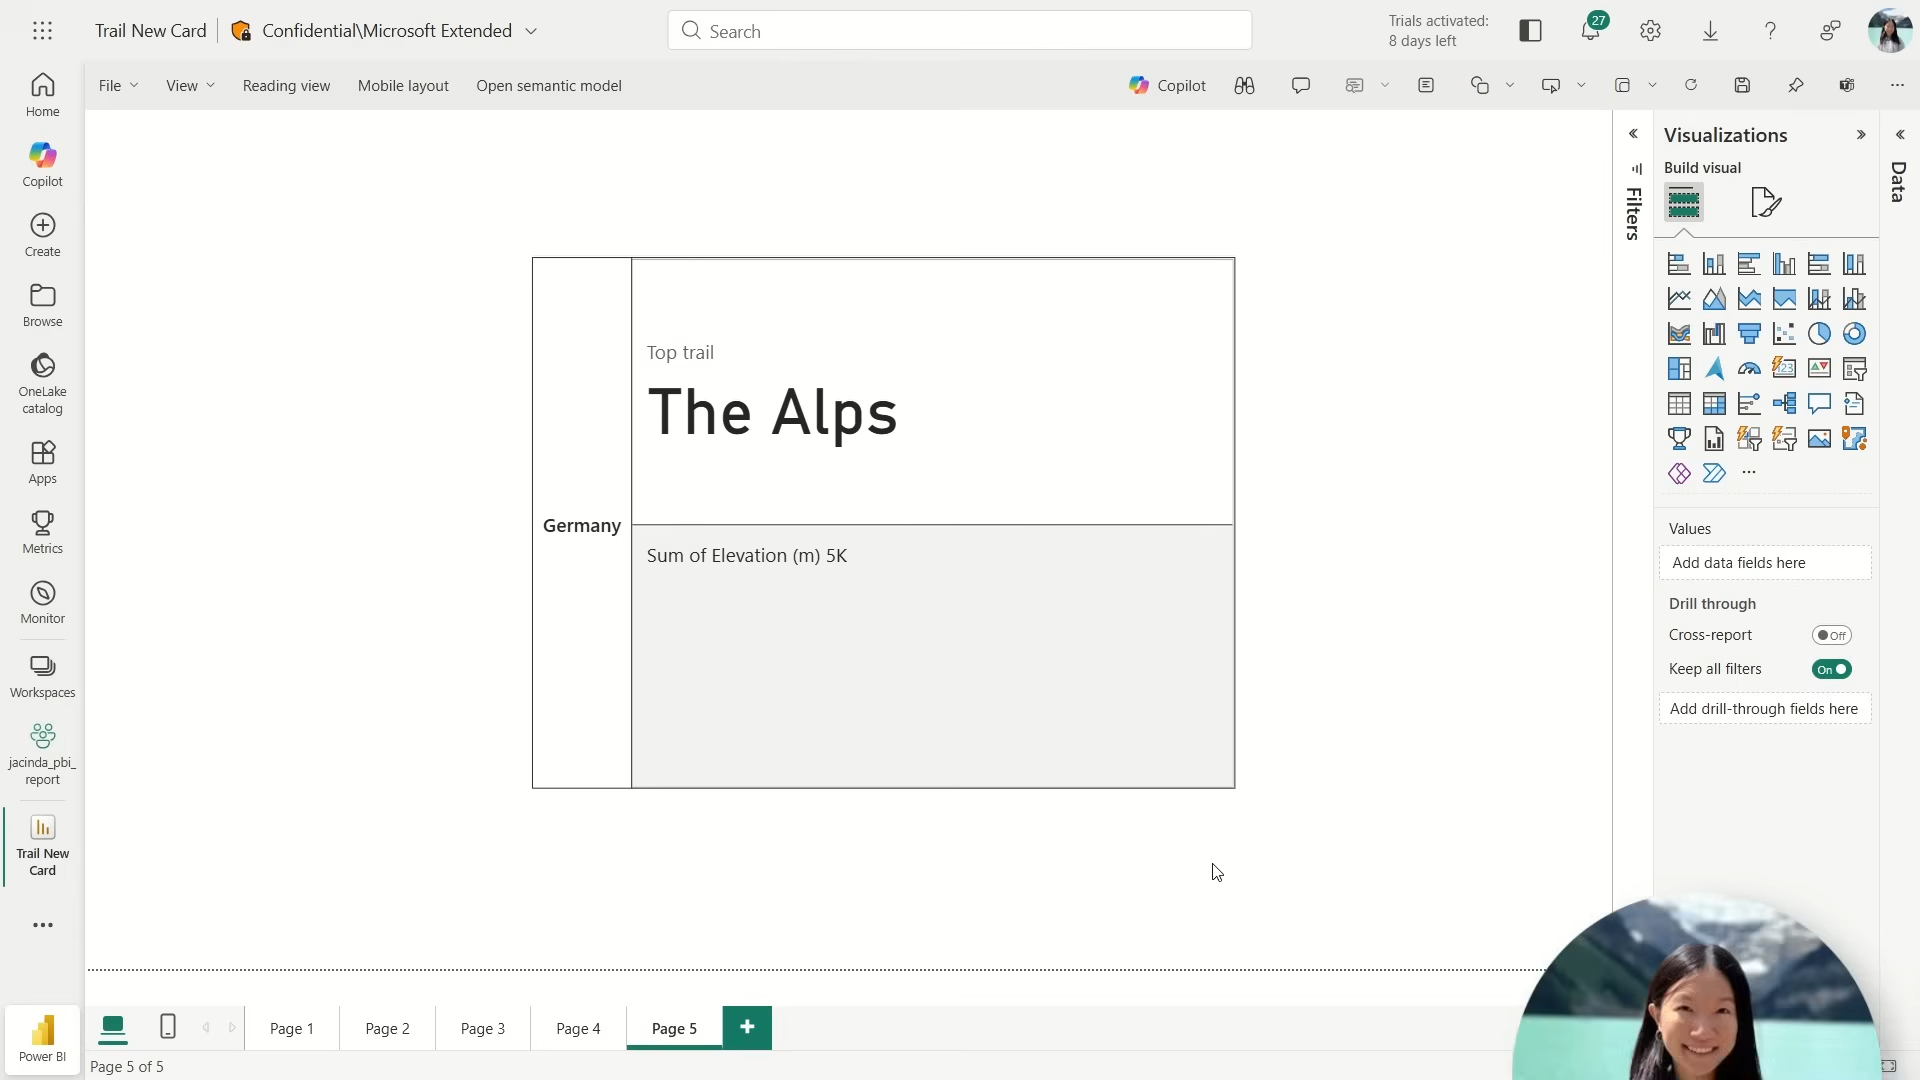 Trail New Card
Confidential\Microsoft Extended
Search
Trials activated:
8 days left
27
File
View
Reading view
Mobile layout
Open semantic model
Copilot
Home
Copilot
Create
Browse
OneLake
catalog
Apps
Metrics
Monitor
Workspaces
jacinda_pbi_
report
Trail New
Card
Power BI
Germany
Top trail
The Alps
Sum of Elevation (m) 5K
Filters
Visualizations
Build visual
123
Values
Add data fields here
Drill through
Cross-report
Off
Keep all filters
On
Add drill-through fields here
Data
Page 1
Page 2
Page 3
Page 4
Page 5
Page 5 of 5